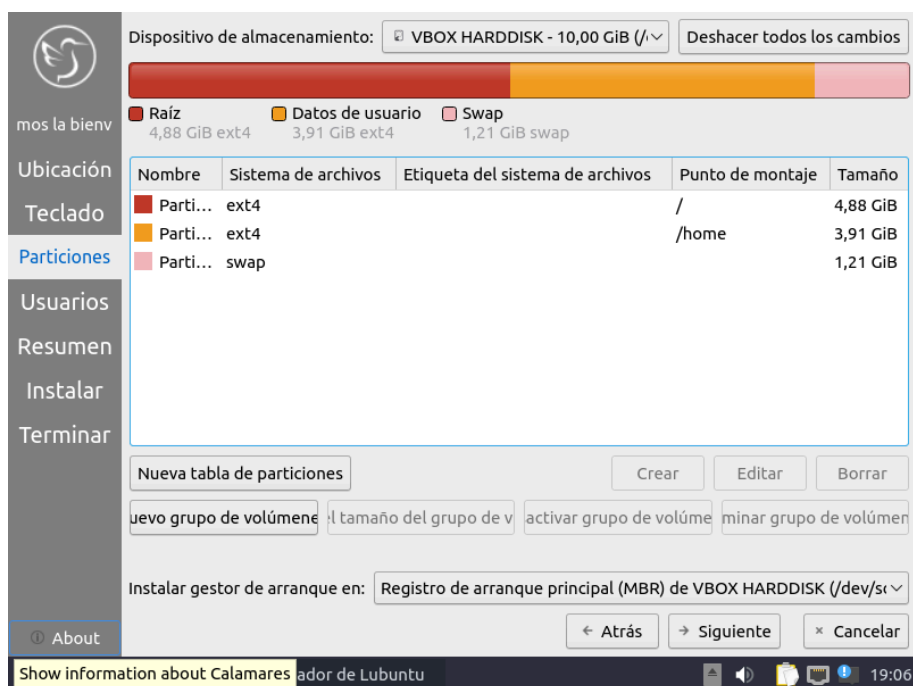 Dispositivo de almacenamiento: VBOX HARDDISK - 10,00 GiB (/ Deshacer todos los cambios
Raíz Datos de usuario Swap
4,88 GiB ext4 3,91 GiB ext4 1,21 GiB swap
mos la bienv
Ubicación
Teclado
Particiones
Usuarios
Resumen
Instalar
Terminar
Nombre Sistema de archivos Etiqueta del sistema de archivos Punto de montaje Tamaño
Parti... ext4 / 4,88 GiB
Parti... ext4 /home 3,91 GiB
Parti... swap 1,21 GiB
Nueva tabla de particiones Crear Editar Borrar
uevo grupo de volúmene l tamaño del grupo de v activar grupo de volúme minar grupo de volúmen
Instalar gestor de arranque en: Registro de arranque principal (MBR) de VBOX HARDDISK (/dev/s
← Atrás → Siguiente × Cancelar
About
Show information about Calamares ador de Lubuntu 19:06